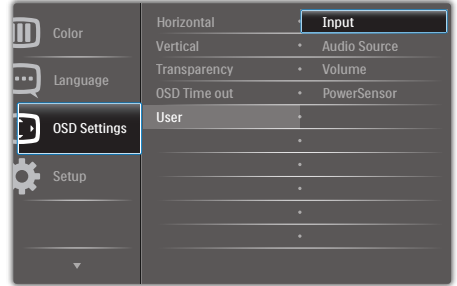 Color
Language
OSD Settings
Setup
Horizontal
Vertical
Transparency
OSD Time out
User
Input
Audio Source
Volume
PowerSensor